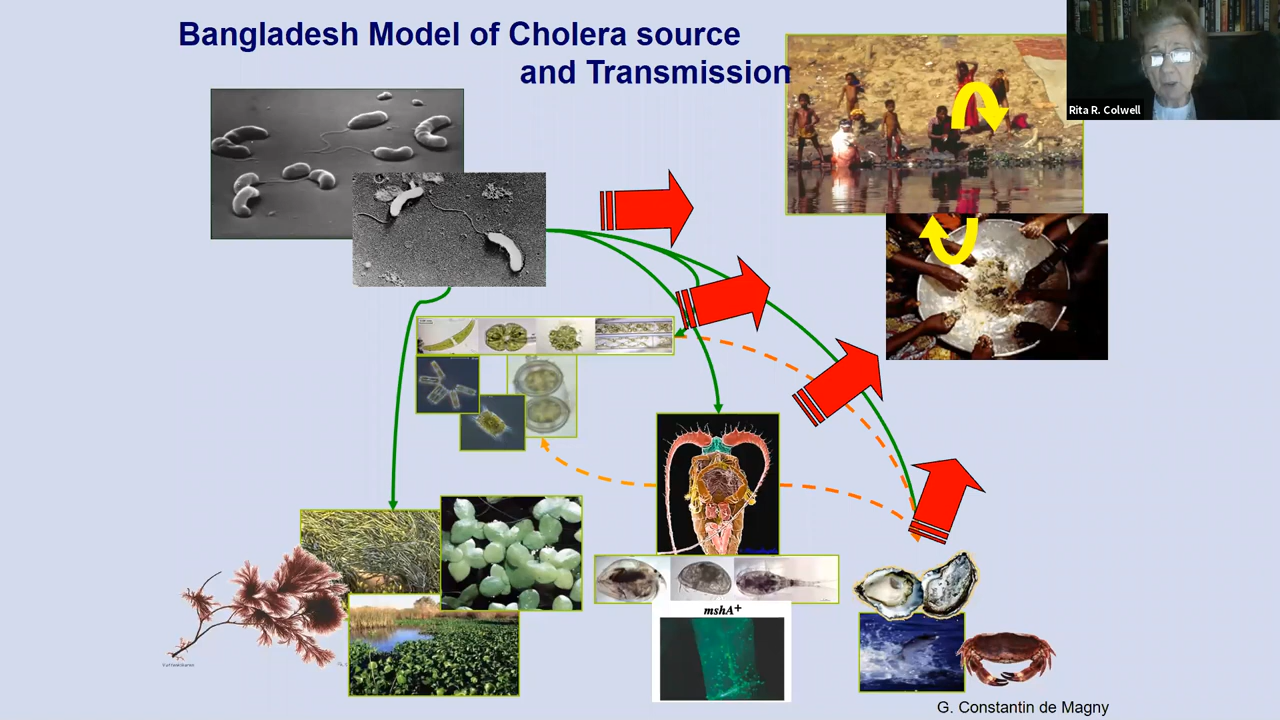 Bangladesh Model of Cholera source
and Transmission
Rita R. Colwell
mshA+
G. Constantin de Magny